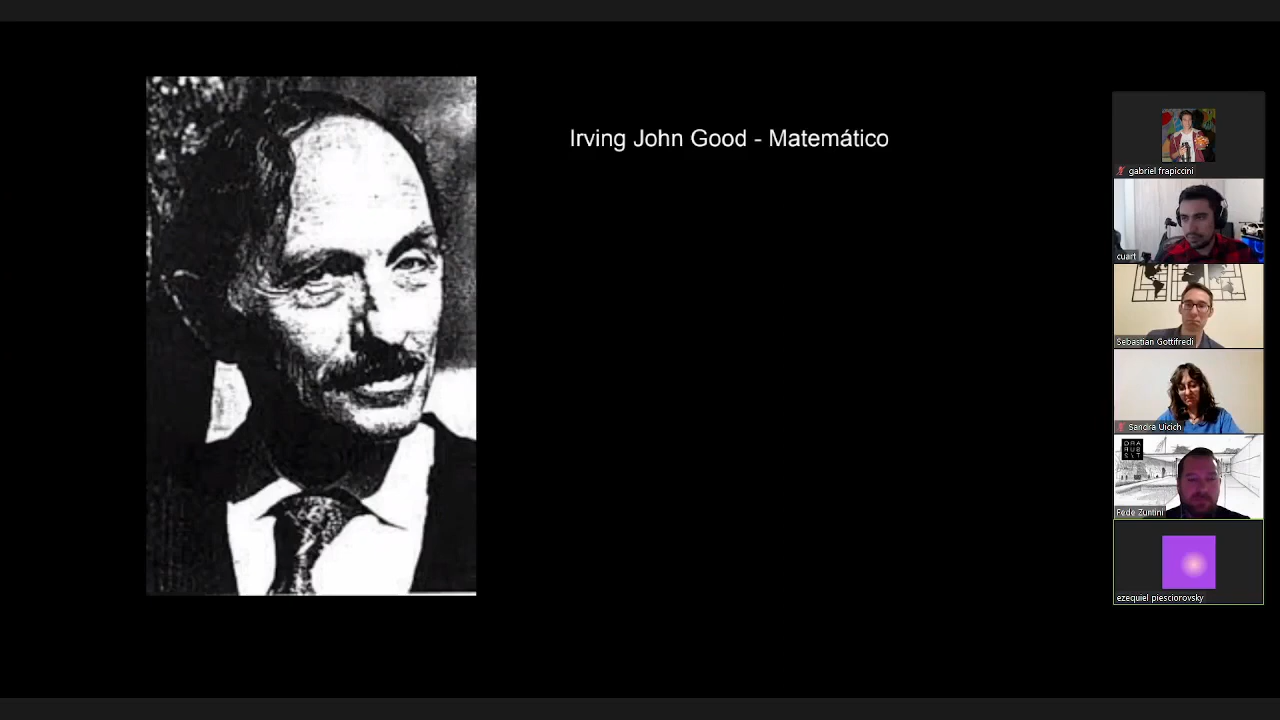 Irving John Good - Matemático
gabriel frapiccini
cuart
Sebastian Gottifredi
Sandra Uicich
Fede Zuntini
ezequiel piesciorovsky